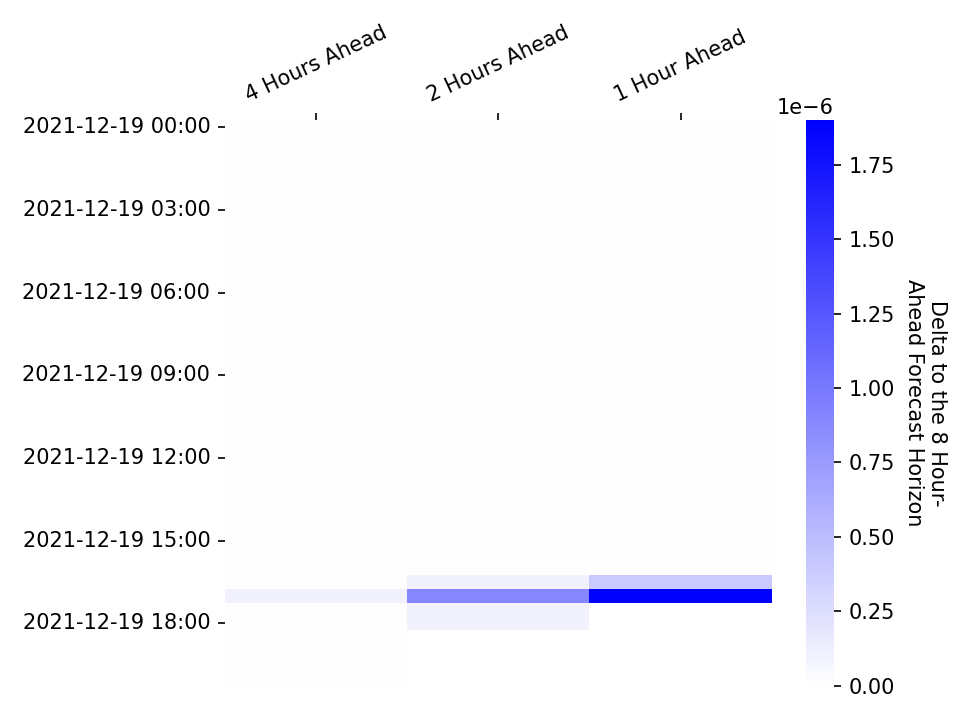 4 Hours Ahead
2 Hours Ahead
1 Hour Ahead
1e−6
2021-12-19 00:00
2021-12-19 03:00
2021-12-19 06:00
2021-12-19 09:00
2021-12-19 12:00
2021-12-19 15:00
2021-12-19 18:00
1.75
1.50
1.25
1.00
0.75
0.50
0.25
0.00
Delta to the 8 Hour-
Ahead Forecast Horizon